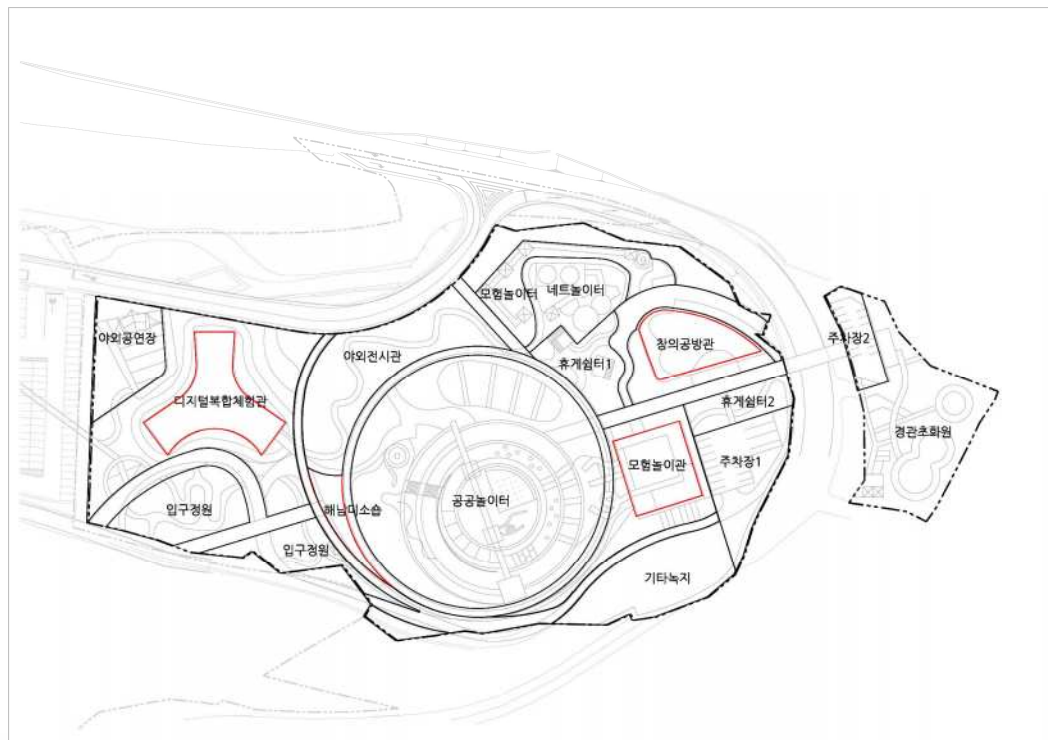 모험놀이터
네트놀이터
야외공연장
야외전시관
창의공방관
주차장2
휴게쉼터1
디지털복합체험관
휴게쉼터2
경관초화원
모험놀이관
주차장1
공공놀이터
입구정원
해남미소숍
입구정원
기타녹지